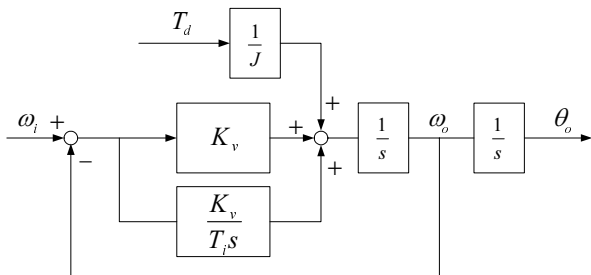 T_d
1/J
+
ω_i
+
−
K_v
+
+
1/s
ω_o
1/s
θ_o
K_v/T_i s